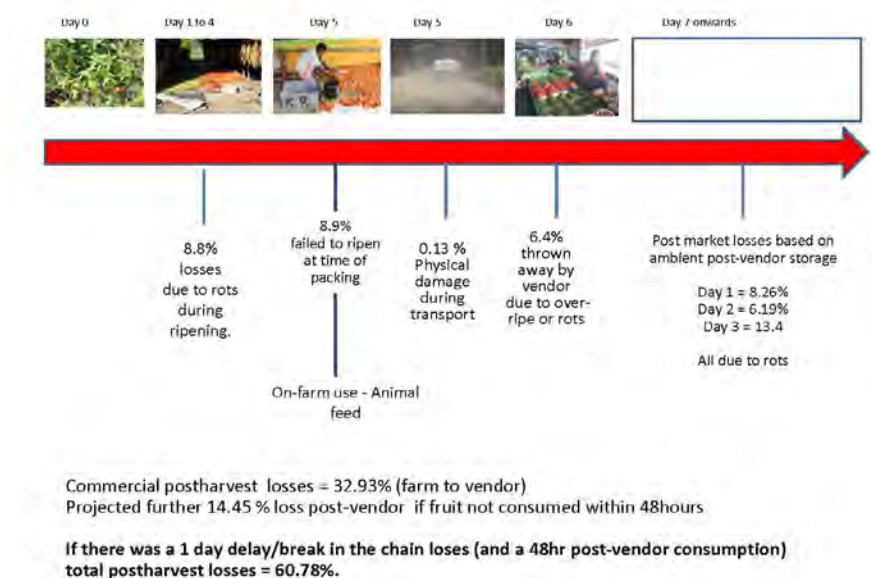 Day 0
Day 1 to 4
Day 5
Day 5
Day 6
Day 7 onwards
8.8%
losses
due to rots
during
ripening.
8.9%
failed to ripen
at time of
packing
On-farm use - Animal
feed
0.13 %
Physical
damage
during
transport
6.4%
thrown
away by
vendor
due to over-
ripe or rots
Post market losses based on
ambient post-vendor storage
Day 1 = 8.26%
Day 2 = 6.19%
Day 3 = 13.4
All due to rots
Commercial postharvest losses = 32.93% (farm to vendor)
Projected further 14.45 % loss post-vendor if fruit not consumed within 48hours
If there was a 1 day delay/break in the chain loses (and a 48hr post-vendor consumption)
total postharvest losses = 60.78%.